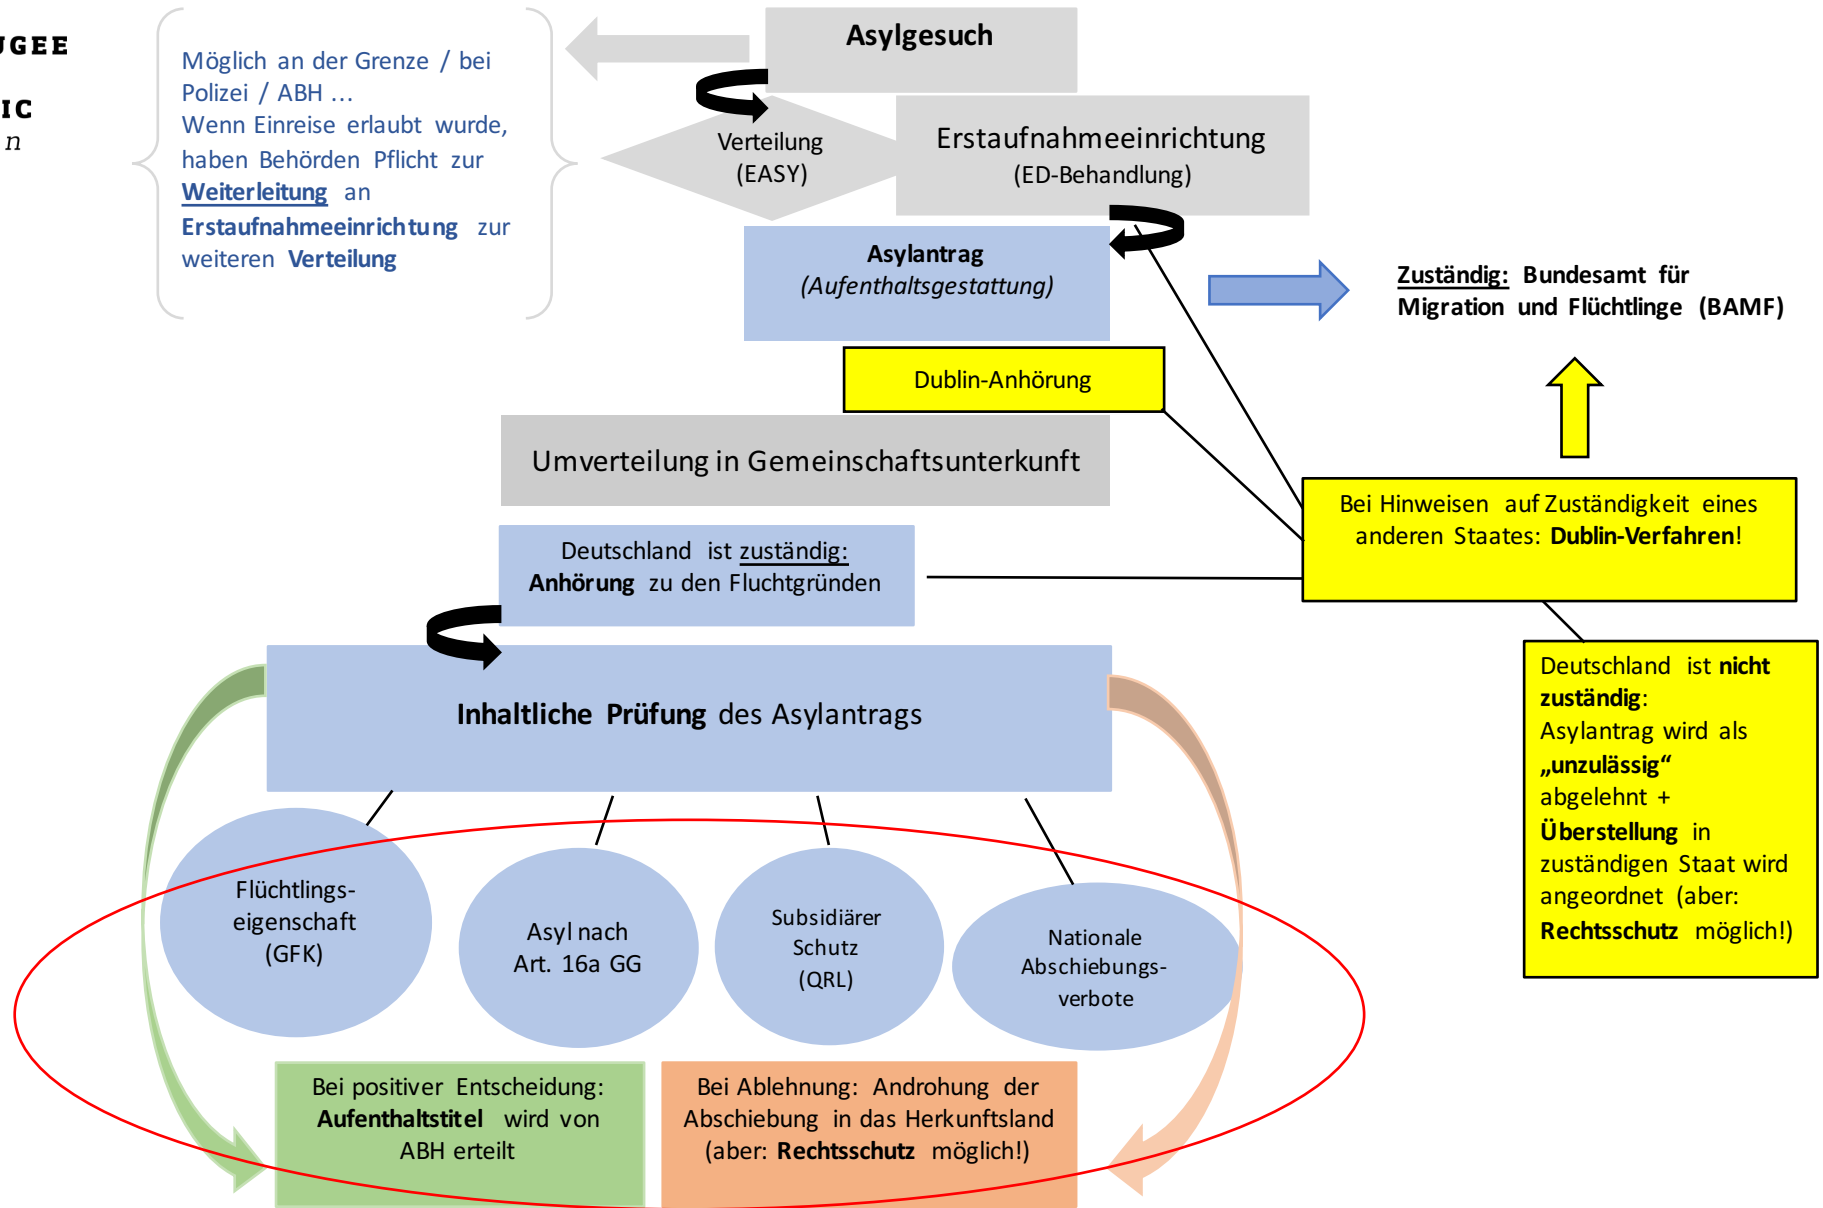 UGEE
IC
n
Möglich an der Grenze / bei
Polizei / ABH …
Wenn Einreise erlaubt wurde,
haben Behörden Pflicht zur
Weiterleitung an
Erstaufnahmeeinrichtung zur
weiteren Verteilung
Asylgesuch
Verteilung
(EASY)
Erstaufnahmeeinrichtung
(ED-Behandlung)
Asylantrag
(Aufenthaltsgestattung)
Zuständig: Bundesamt für
Migration und Flüchtlinge (BAMF)
Dublin-Anhörung
Umverteilung in Gemeinschaftsunterkunft
Bei Hinweisen auf Zuständigkeit eines
anderen Staates: Dublin-Verfahren!
Deutschland ist zuständig:
Anhörung zu den Fluchtgründen
Deutschland ist nicht
zuständig:
Asylantrag wird als
„unzulässig“
abgelehnt +
Überstellung in
zuständigen Staat wird
angeordnet (aber:
Rechtsschutz möglich!)
Inhaltliche Prüfung des Asylantrags
Flüchtlings-
eigenschaft
(GFK)
Asyl nach
Art. 16a GG
Subsidiärer
Schutz
(QRL)
Nationale
Abschiebungs-
verbote
Bei positiver Entscheidung:
Aufenthaltstitel wird von
ABH erteilt
Bei Ablehnung: Androhung der
Abschiebung in das Herkunftsland
(aber: Rechtsschutz möglich!)